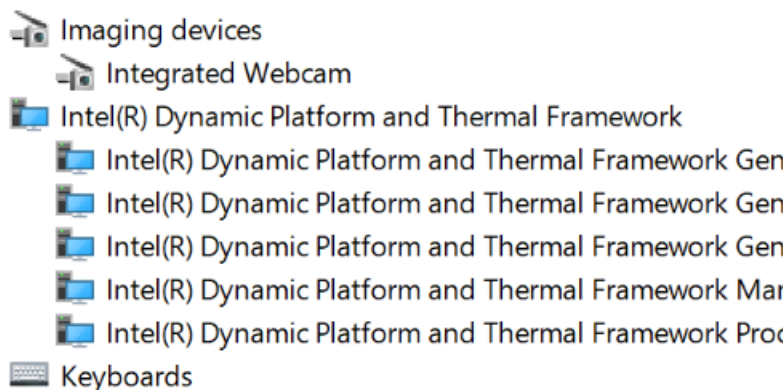 Imaging devices
Integrated Webcam
Intel(R) Dynamic Platform and Thermal Framework
Intel(R) Dynamic Platform and Thermal Framework Gen
Intel(R) Dynamic Platform and Thermal Framework Gen
Intel(R) Dynamic Platform and Thermal Framework Gen
Intel(R) Dynamic Platform and Thermal Framework Man
Intel(R) Dynamic Platform and Thermal Framework Proc
Keyboards